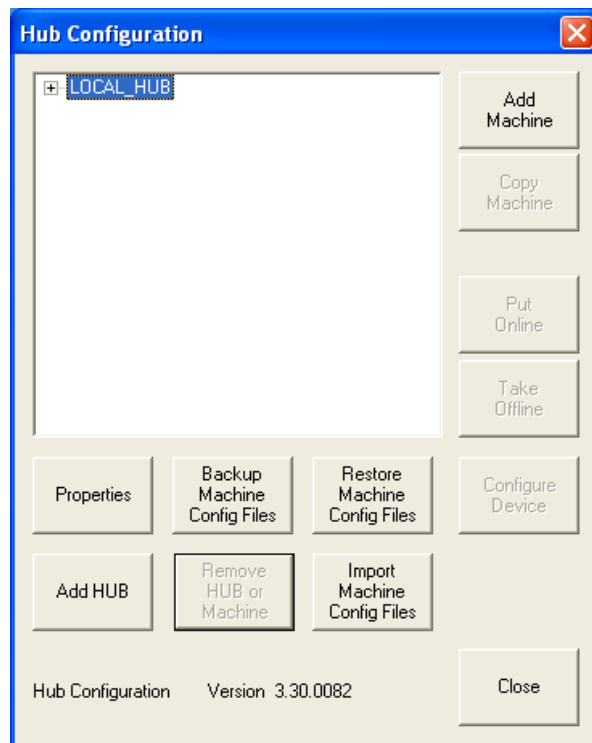 Hub Configuration
LOCAL_HUB
Add
Machine
Copy
Machine
Put
Online
Take
Offline
Properties
Backup
Machine
Config Files
Restore
Machine
Config Files
Configure
Device
Add HUB
Remove
HUB or
Machine
Import
Machine
Config Files
Hub Configuration Version 3.30.0082
Close